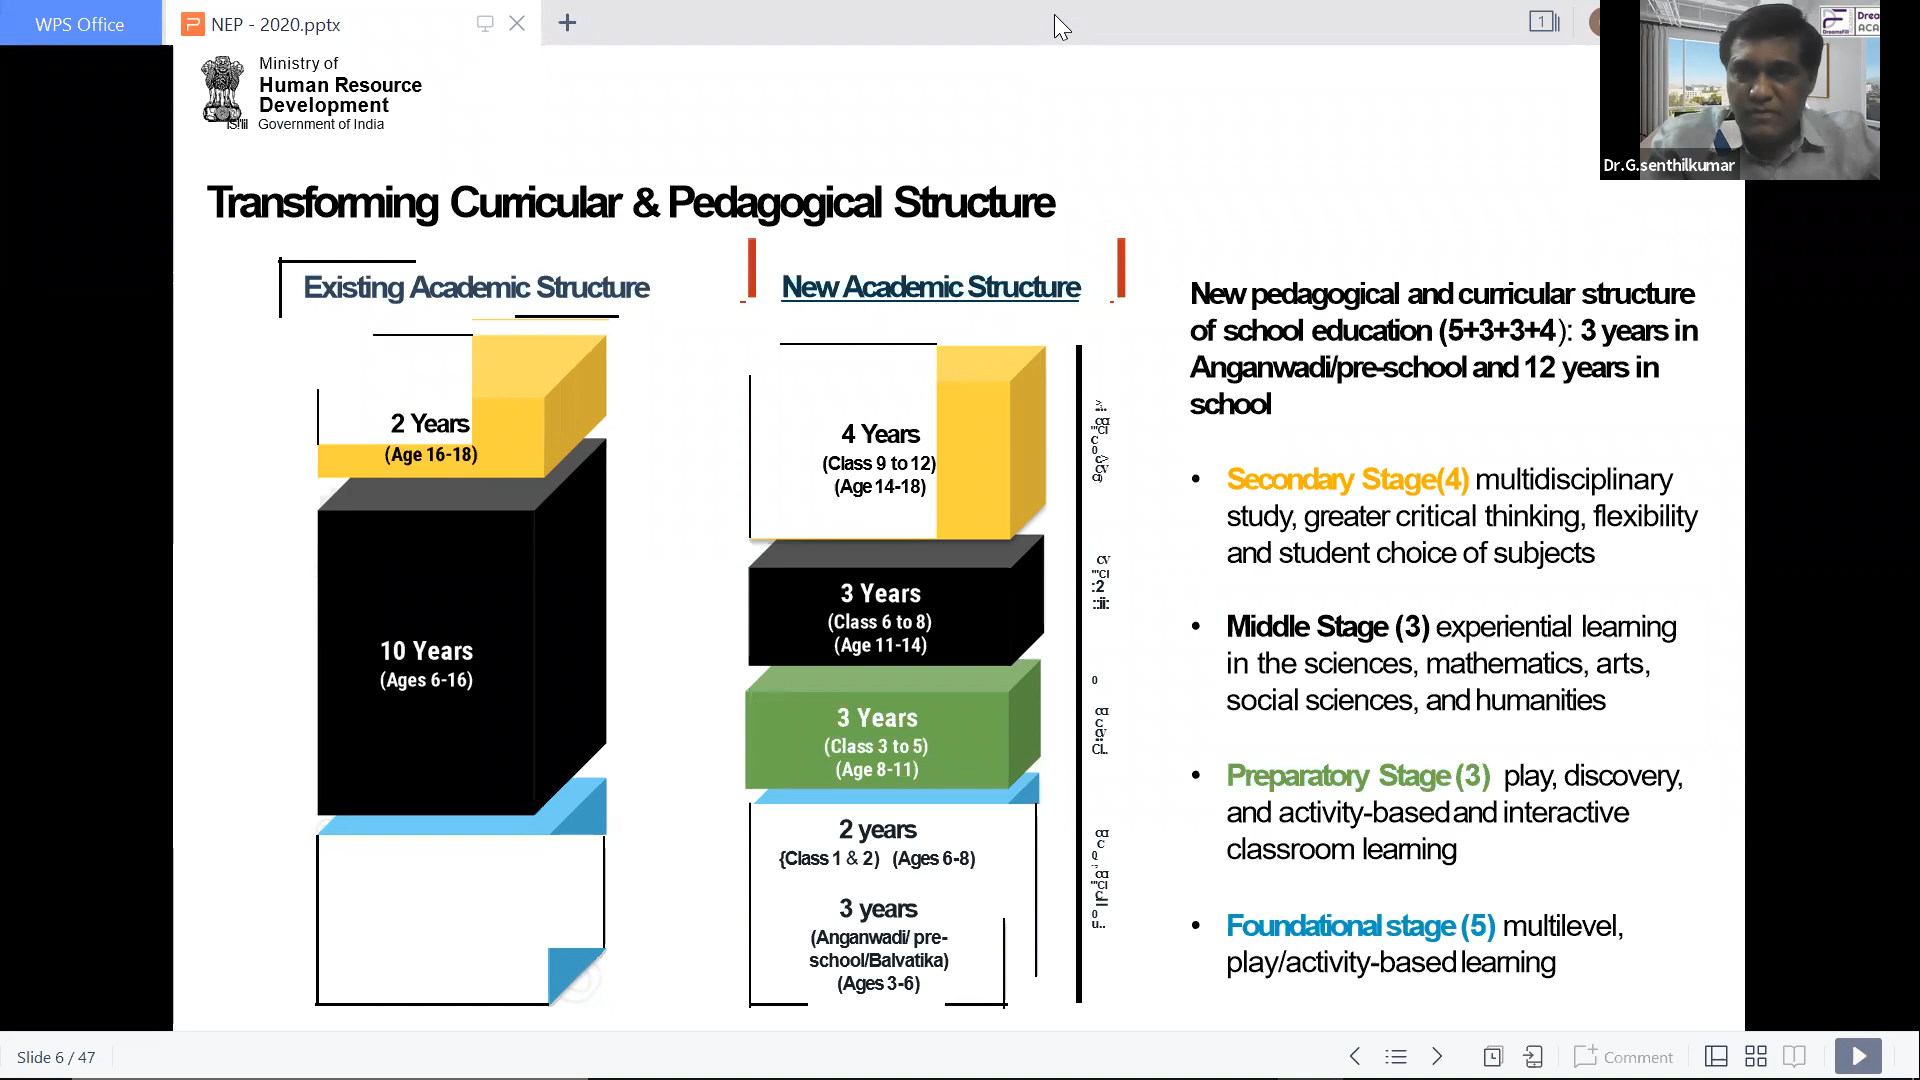 WPS Office
NEP - 2020.pptx
1
Ministry of
Human Resource
Development
Government of India
Dr.G.senthilkumar
Transforming Curricular & Pedagogical Structure
Existing Academic Structure
2 Years
(Age 16-18)
10 Years
(Ages 6-16)
New Academic Structure
4 Years
(Class 9 to 12)
(Age 14-18)
3 Years
(Class 6 to 8)
(Age 11-14)
3 Years
(Class 3 to 5)
(Age 8-11)
2 years
{Class 1 & 2) (Ages 6-8)
3 years
(Anganwadi/ pre-
school/Balvatika)
(Ages 3-6)
New pedagogical and curricular structure
of school education (5+3+3+4): 3 years in
Anganwadi/pre-school and 12 years in
school
• Secondary Stage(4) multidisciplinary
study, greater critical thinking, flexibility
and student choice of subjects
• Middle Stage (3) experiential learning
in the sciences, mathematics, arts,
social sciences, and humanities
• Preparatory Stage (3) play, discovery,
and activity-based and interactive
classroom learning
• Foundational stage (5) multilevel,
play/activity-based learning
Slide 6 / 47
Comment